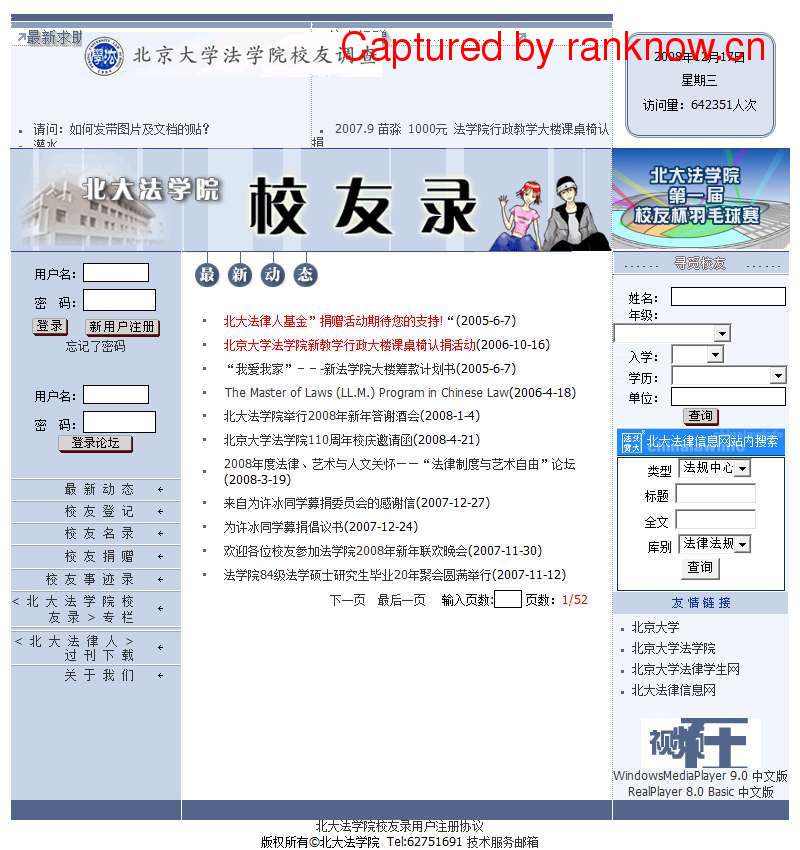 最新求助
北京大学法学院校友调查
Captured by ranknow.cn
2008年12月17日
星期三
访问量：642351人次
请问：如何发带图片及文档的贴？
灌水
2007.9 苗淼 1000元 法学院行政教学大楼课桌椅认
捐
北大法学院
校友录
北大法学院
第一届
校友杯羽毛球赛
用户名：
密 码：
登录 新用户注册
忘记了密码
用户名：
密 码：
登录论坛
最新动态
校友登记
校友名录
校友捐赠
校友事迹录
<北大法学院校
友录>专栏
<北大法律人>
过刊下载
关于我们
最新动态
北大法律人基金”捐赠活动期待您的支持!“(2005-6-7)
北京大学法学院新教学行政大楼课桌椅认捐活动(2006-10-16)
“我爱我家”－－-新法学院大楼筹款计划书(2005-6-7)
The Master of Laws (LL.M.) Program in Chinese Law(2006-4-18)
北大法学院举行2008年新年答谢酒会(2008-1-4)
北京大学法学院110周年校庆邀请函(2008-4-21)
2008年度法律、艺术与人文关怀——“法律制度与艺术自由”论坛
(2008-3-19)
来自为许冰同学募捐委员会的感谢信(2007-12-27)
为许冰同学募捐倡议书(2007-12-24)
欢迎各位校友参加法学院2008年新年联欢晚会(2007-11-30)
法学院84级法学硕士研究生毕业20年聚会圆满举行(2007-11-12)
下一页 最后一页 输入页数: 页数：1/52
...... 寻觅校友 ......
姓名：
年级：
入学：
学历：
单位：
查询
北大法律信息网站内搜索
类型 法规中心
标题
全文
库别 法律法规
查询
友情链接
北京大学
北京大学法学院
北京大学法律学生网
北大法律信息网
视频
WindowsMediaPlayer 9.0 中文版
RealPlayer 8.0 Basic 中文版
北大法学院校友录用户注册协议
版权所有©北大法学院 Tel:62751691 技术服务邮箱